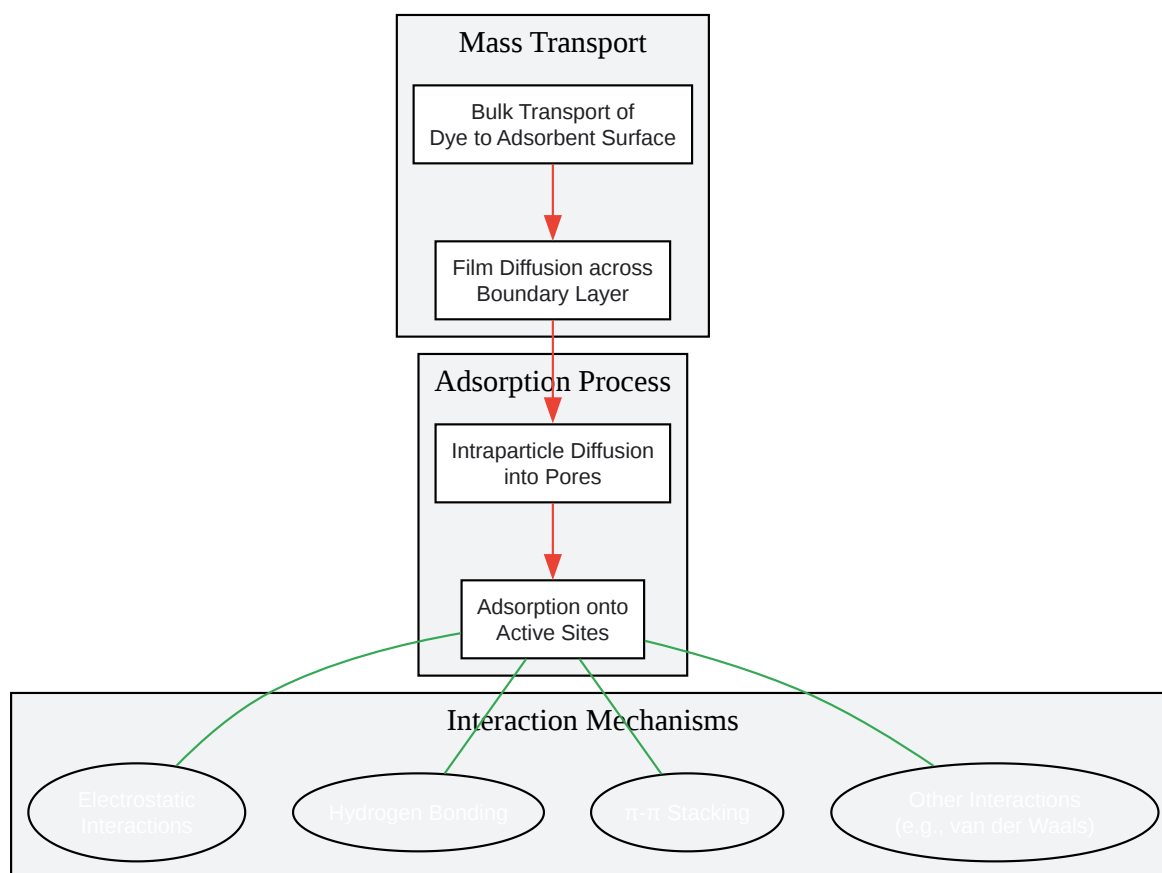 Mass Transport
Bulk Transport of
Dye to Adsorbent Surface
Film Diffusion across
Boundary Layer
Adsorption Process
Intraparticle Diffusion
into Pores
Adsorption onto
Active Sites
Interaction Mechanisms
Electrostatic
Interactions
Hydrogen Bonding
π-π Stacking
Other Interactions
(e.g., van der Waals)